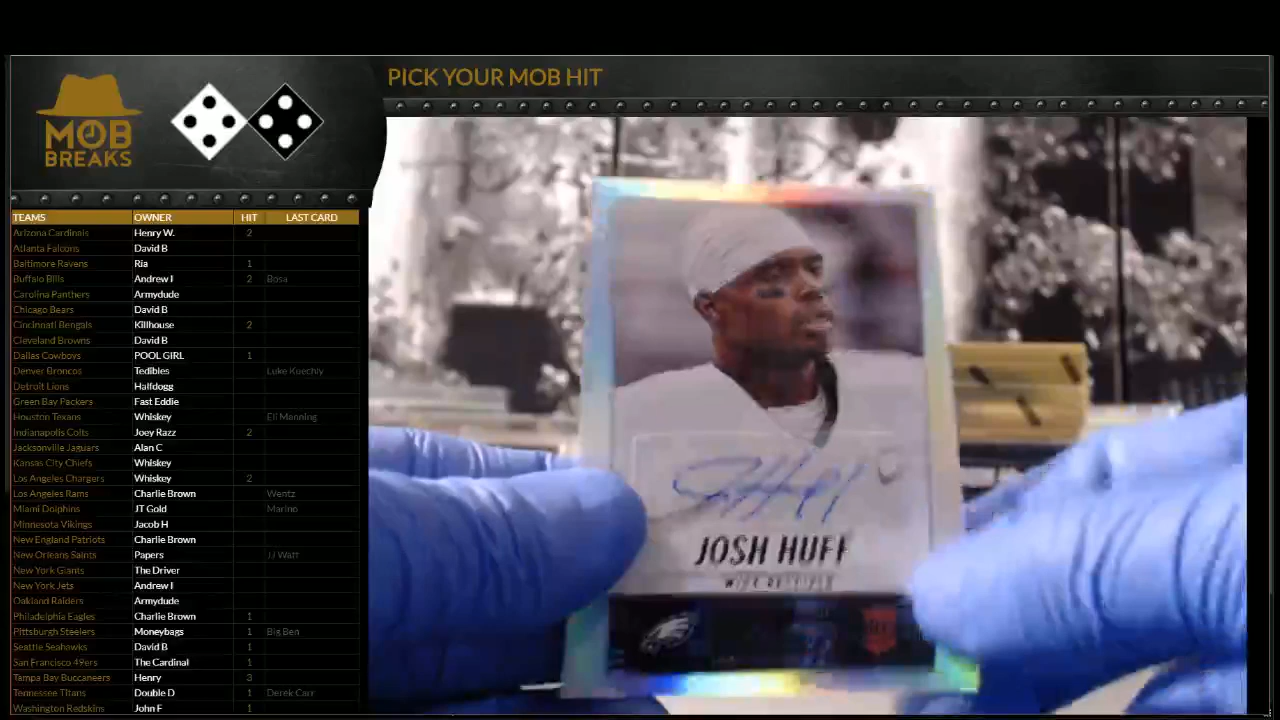 PICK YOUR MOB HIT
MOB
BREAKS
TEAMS OWNER HIT LAST CARD
Arizona Cardinals Henry W. 2
Atlanta Falcons David B
Baltimore Ravens Ria 1
Buffalo Bills Andrew I 2 Bosa
Carolina Panthers Armydude
Chicago Bears David B
Cincinnati Bengals Killhouse 2
Cleveland Browns David B
Dallas Cowboys POOL GIRL 1
Denver Broncos Tedibles Luke Kuechly
Detroit Lions Halfdogg
Green Bay Packers Fast Eddie
Houston Texans Whiskey Eli Manning
Indianapolis Colts Joey Razz 2
Jacksonville Jaguars Alan C
Kansas City Chiefs Whiskey
Los Angeles Chargers Whiskey 2
Los Angeles Rams Charlie Brown Wentz
Miami Dolphins JT Gold Marino
Minnesota Vikings Jacob H
New England Patriots Charlie Brown
New Orleans Saints Papers JJ Watt
New York Giants The Driver
New York Jets Andrew I
Oakland Raiders Armydude
Philadelphia Eagles Charlie Brown 1
Pittsburgh Steelers Moneybags 1 Big Ben
Seattle Seahawks David B 1
San Francisco 49ers The Cardinal 1
Tampa Bay Buccaneers Henry 3
Tennessee Titans Double D 1 Derek Carr
Washington Redskins John F 1
JOSH HUFF
WIDE RECEIVER